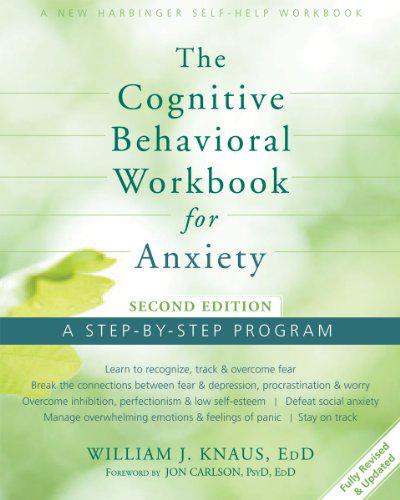 A NEW HARBINGER SELF-HELP WORKBOOK
The
Cognitive
Behavioral
Workbook
for
Anxiety
SECOND EDITION
A STEP-BY-STEP PROGRAM
Learn to recognize, track & overcome fear
Break the connections between fear & depression, procrastination & worry
Overcome inhibition, perfectionism & low self-esteem | Defeat social anxiety
Manage overwhelming emotions & feelings of panic | Stay on track
WILLIAM J. KNAUS, EDD
FOREWORD BY JON CARLSON, PSYD, EDD
Fully Revised
& Updated